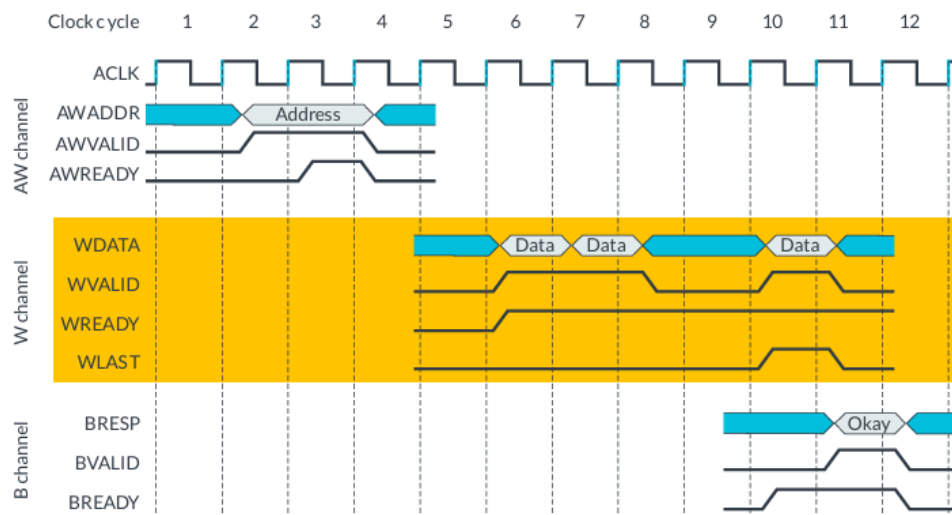 Clock cycle 1 2 3 4 5 6 7 8 9 10 11 12
ACLK
AW channel
AWADDR Address
AWVALID
AWREADY
W channel
WDATA Data Data Data
WVALID
WREADY
WLAST
B channel
BRESP Okay
BVALID
BREADY